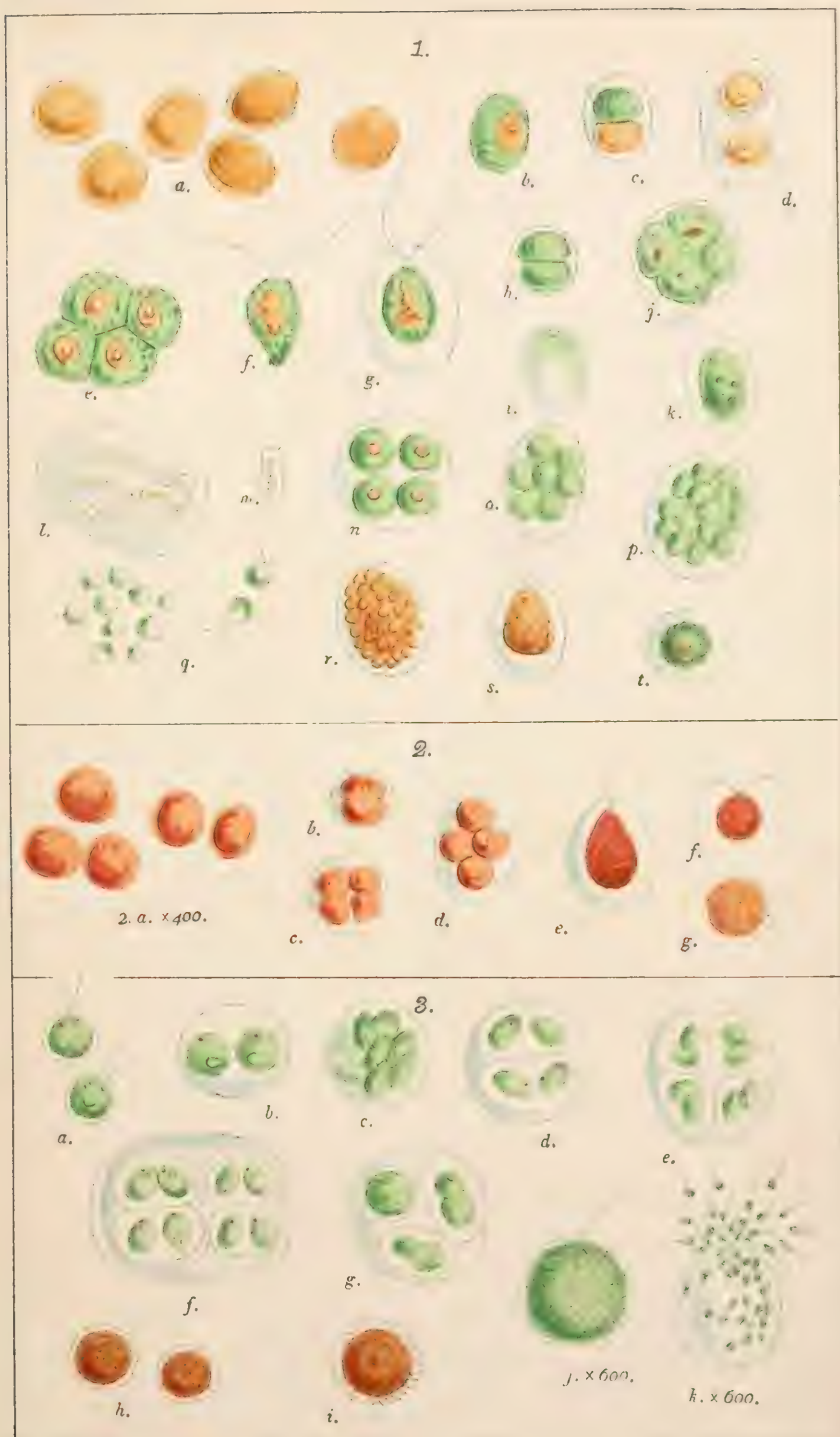 1.
a.
b.
c.
d.
e.
f.
g.
h.
j.
i.
k.
l.
m.
n
o.
p.
q.
r.
s.
t.
2.
2. a. ×400.
b.
c.
d.
e.
f.
g.
3.
a.
b.
c.
d.
e.
f.
g.
h.
i.
j. ×600.
k. ×600.